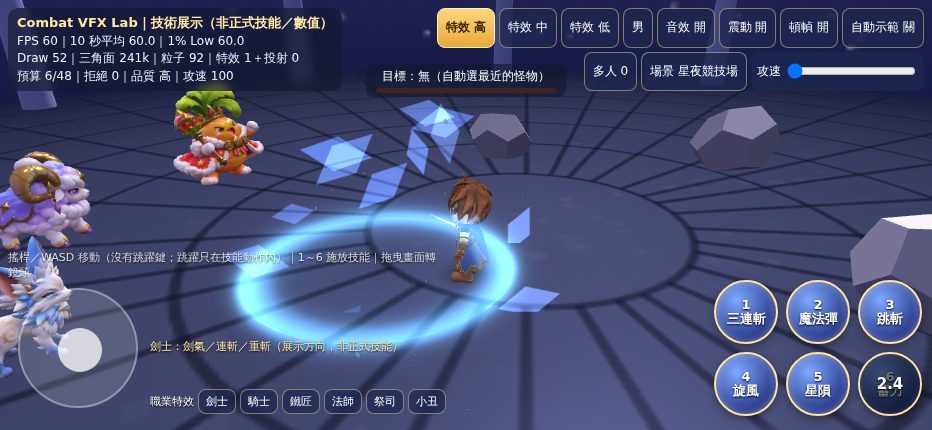 Combat VFX Lab｜技術展示（非正式技能／數值）
FPS 60｜10 秒平均 60.0｜1% Low 60.0
Draw 52｜三角面 241k｜粒子 92｜特效 1＋投射 0
預算 6/48｜拒絕 0｜品質 高｜攻速 100
特效 高
特效 中
特效 低
男
音效 開
震動 開
頓幀 開
自動示範 關
目標：無（自動選最近的怪物）
多人 0
場景 星夜競技場
攻速
搖桿／WASD 移動（沒有跳躍鍵；跳躍只在技能動作內）｜1～6 施放技能｜拖曳畫面轉
鏡頭
1
三連斬
2
魔法彈
3
跳斬
劍士：劍氣／連斬／重斬（展示方向，非正式技能）
4
旋風
5
星隕
6
2.4
職業特效
劍士
騎士
鐵匠
法師
祭司
小丑